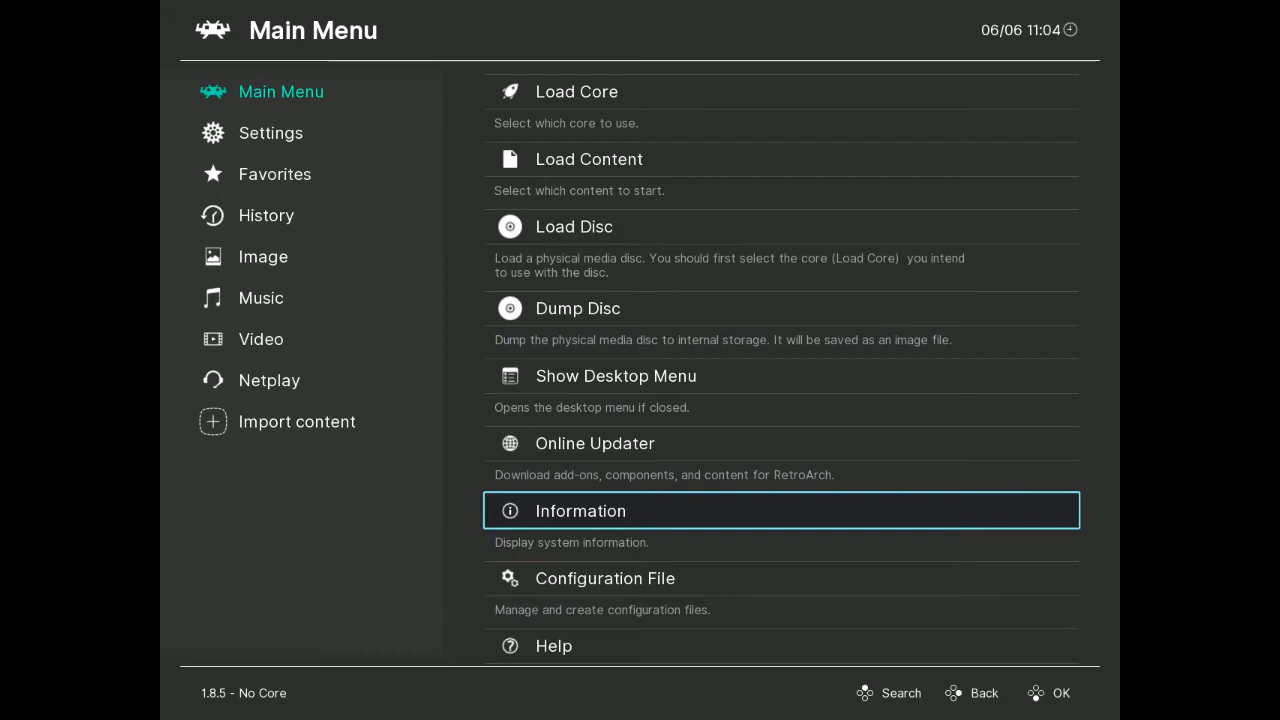 Main Menu
06/06 11:04
Main Menu
Settings
Favorites
History
Image
Music
Video
Netplay
Import content
Load Core
Select which core to use.
Load Content
Select which content to start.
Load Disc
Load a physical media disc. You should first select the core (Load Core)  you intend
to use with the disc.
Dump Disc
Dump the physical media disc to internal storage. It will be saved as an image file.
Show Desktop Menu
Opens the desktop menu if closed.
Online Updater
Download add-ons, components, and content for RetroArch.
Information
Display system information.
Configuration File
Manage and create configuration files.
Help
1.8.5 - No Core
Search
Back
OK